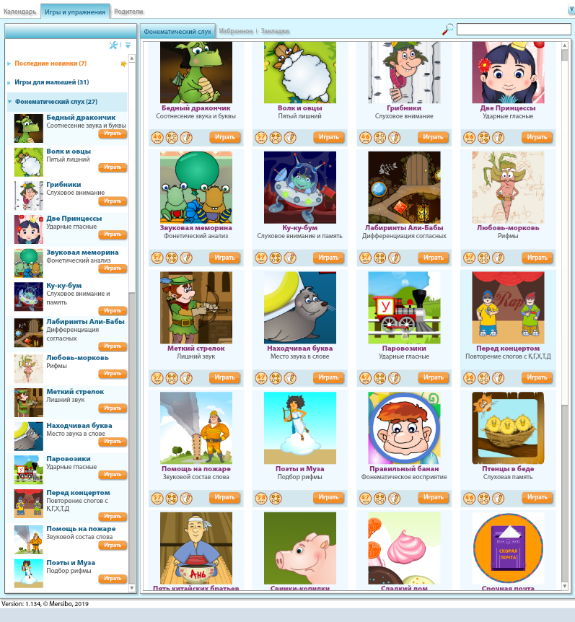 Календарь Игры и упражнения Родители
Фонематический слух Избранное Закладки
Последние новинки (7)
Игры для малышей (31)
Фонематический слух (27)
Бедный дракончик
Соотнесение звука и буквы
Играть
Волк и овцы
Пятый лишний
Играть
Грибники
Слуховое внимание
Играть
Две Принцессы
Ударные гласные
Играть
Звуковая меморина
Фонетический анализ
Играть
Ку-ку-бум
Слуховое внимание и
память
Играть
Лабиринты Али-Бабы
Дифференциация
согласных
Играть
Любовь-морковь
Рифмы
Играть
Меткий стрелок
Лишний звук
Играть
Находчивая буква
Место звука в слове
Играть
Паровозики
Ударные гласные
Играть
Перед концертом
Повторение слогов с
К,Г,Х,Т,Д
Играть
Помощь на пожаре
Звуковой состав слова
Играть
Поэты и Муза
Подбор рифмы
Играть
Бедный дракончик Волк и овцы Грибники Две Принцессы
Соотнесение звука и буквы Пятый лишний Слуховое внимание Ударные гласные
Играть Играть Играть Играть
Звуковая меморина Ку-ку-бум Лабиринты Али-Бабы Любовь-морковь
Фонетический анализ Слуховое внимание и память Дифференциация согласных Рифмы
Играть Играть Играть Играть
У
Rap
Меткий стрелок Находчивая буква Паровозики Перед концертом
Лишний звук Место звука в слове Ударные гласные Повторение слогов с К,Г,Х,Т,Д
Играть Играть Играть Играть
Помощь на пожаре Поэты и Муза Правильный банан Птенцы в беде
Звуковой состав слова Подбор рифмы Фонематическое восприятие Слуховая память
Играть Играть Играть Играть
Ань
СКОРАЯ
ПОЧТА
Пять китайских братьев Свинки-копилки Сладкий дом Срочная почта
Version: 1.134, © Mersibo, 2019